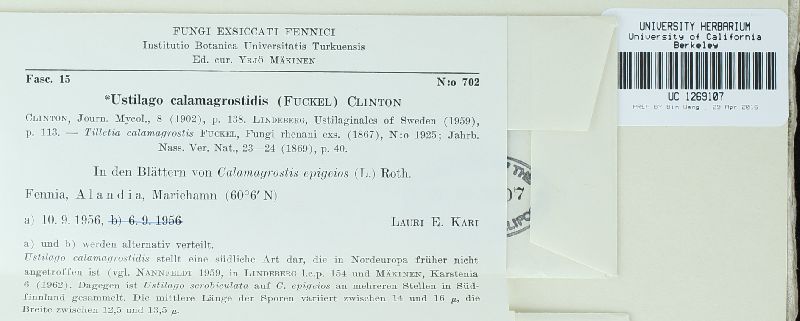 FUNGI EXSICCATI FENNICI
Institutio Botanica Universitatis Turkuensis
Ed. cur. YRJÖ MÄKINEN
Fasc. 15 N:o 702
*Ustilago calamagrostidis (FUCKEL) CLINTON
CLINTON, Journ. Mycol., 8 (1902), p. 138. LINDEBERG, Ustilaginales of Sweden (1959),
p. 113. — Tilletia calamagrostis FUCKEL, Fungi rhenani exs. (1867), N:o 1925; Jahrb.
Nass. Ver. Nat., 23—24 (1869), p. 40.
In den Blättern von Calamagrostis epigeios (L.) Roth.
Fennia, Alandia, Mariehamn (60°6′ N)
a) 10. 9. 1956, b) 6. 9. 1956 LAURI E. KARI
a) und b) werden alternativ verteilt.
Ustilago calamagrostidis stellt eine südliche Art dar, die in Nordeuropa früher nicht
angetroffen ist (vgl. NANNFELDT 1959, in LINDEBERG l.c.p. 154 und MÄKINEN, Karstenia
6 (1962). Dagegen ist Ustilago scrobiculata auf C. epigeios an mehreren Stellen in Süd-
finnland gesammelt. Die mittlere Länge der Sporen variiert zwischen 14 und 16 µ, die
Breite zwischen 12,5 und 13,5 µ.
UNIVERSITY HERBARIUM
University of California
Berkeley
UC 1269107
OF THE
07